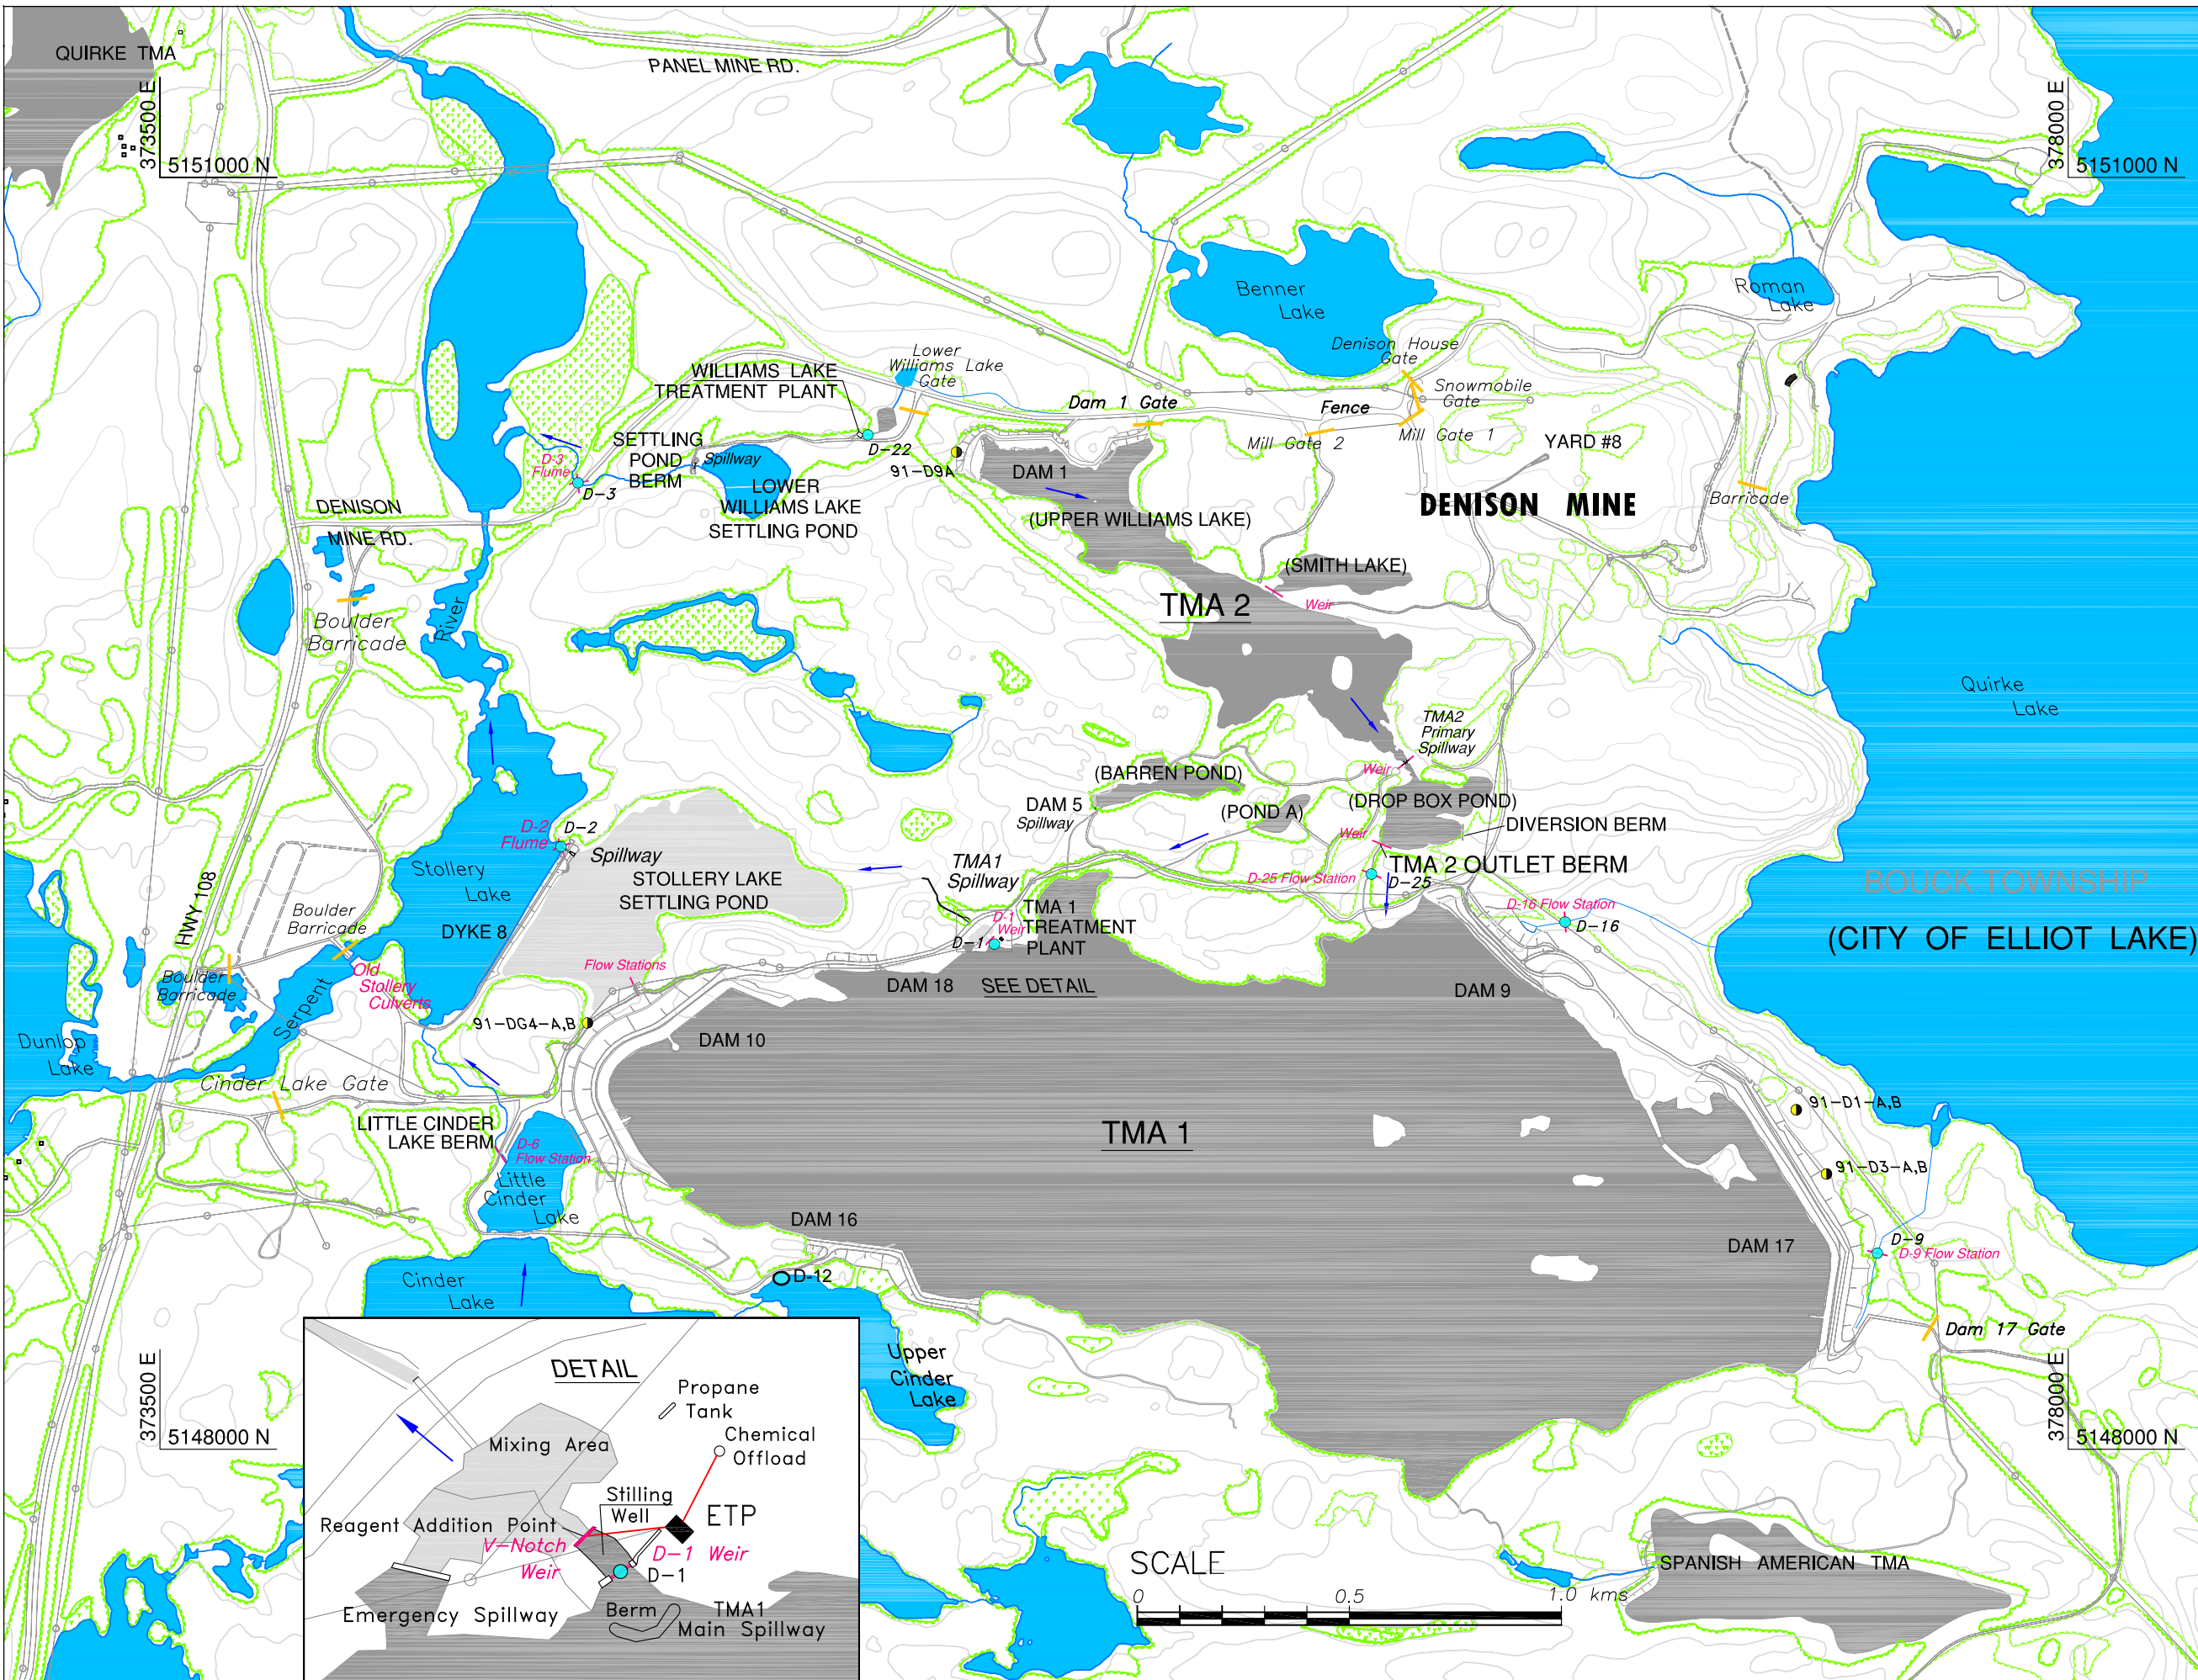 QUIRKE TMA
PANEL MINE RD.
373500 E
5151000 N
378000 E
5151000 N
Benner
Lake
Roman
Lake
Denison House
Gate
Snowmobile
Gate
Lower
Williams Lake
Gate
WILLIAMS LAKE
TREATMENT PLANT
Dam 1 Gate
Fence
Mill Gate 2
Mill Gate 1
YARD #8
D-22
91-D9A
DAM 1
SETTLING
POND
BERM
Spillway
D-3
Flume
D-3
LOWER
WILLIAMS LAKE
SETTLING POND
(UPPER WILLIAMS LAKE)
DENISON MINE
Barricade
DENISON
MINE RD.
(SMITH LAKE)
Weir
TMA 2
Boulder
Barricade
River
Quirke
Lake
TMA2
Primary
Spillway
Weir
(BARREN POND)
DAM 5
Spillway
(POND A)
(DROP BOX POND)
DIVERSION BERM
Weir
TMA 2 OUTLET BERM
D-25 Flow Station
D-25
D-2
Flume
D-2
Spillway
Stollery
Lake
STOLLERY LAKE
SETTLING POND
TMA1
Spillway
D-1
Weir
D-1
TMA 1
TREATMENT
PLANT
BOUCK TOWNSHIP
(CITY OF ELLIOT LAKE)
D-16 Flow Station
D-16
HWY 108
Boulder
Barricade
DYKE 8
Boulder
Barricade
Old
Stollery
Culverts
Serpent
Flow Stations
DAM 18
SEE DETAIL
DAM 9
91-DG4-A,B
DAM 10
Dunlop
Lake
Cinder Lake Gate
LITTLE CINDER
LAKE BERM
D-6
Flow Station
Little
Cinder
Lake
TMA 1
91-D1-A,B
91-D3-A,B
DAM 16
DAM 17
D-9
D-9 Flow Station
D-12
Cinder
Lake
Dam 17 Gate
Upper
Cinder
Lake
373500 E
5148000 N
378000 E
5148000 N
DETAIL
Propane
Tank
Chemical
Offload
Mixing Area
Stilling
Well
ETP
Reagent Addition Point
V-Notch
Weir
D-1 Weir
D-1
Emergency Spillway
Berm
TMA1
Main Spillway
SCALE
0 0.5 1.0 kms
SPANISH AMERICAN TMA